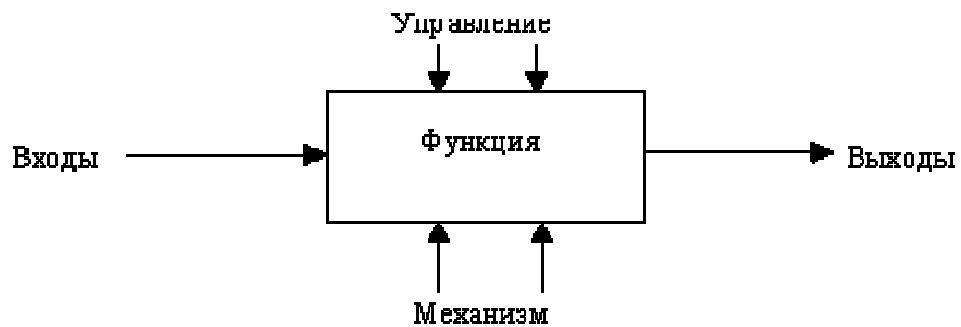 Управление
Функция
Входы
Выходы
Механизм